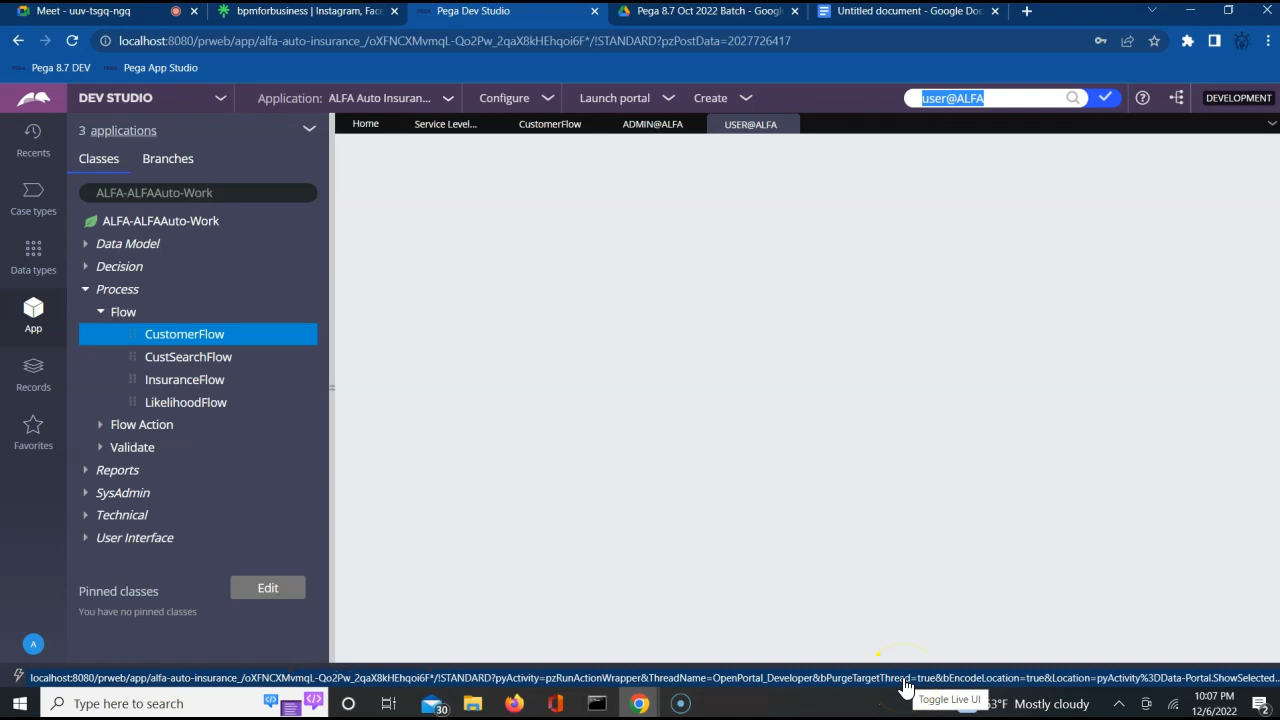 Meet - uuv-tsgq-ngq
bpmforbusiness | Instagram, Fac
Pega Dev Studio
Pega 8.7 Oct 2022 Batch - Google
Untitled document - Google Doc
localhost:8080/prweb/app/alfa-auto-insurance_/oXFNCXMvmqL-Qo2Pw_2qaX8kHEhqoi6F*/!STANDARD?pzPostData=2027726417
Pega 8.7 DEV
Pega App Studio
DEV STUDIO
Application: ALFA Auto Insuran...
Configure
Launch portal
Create
user@ALFA
DEVELOPMENT
3 applications
Home
Service Level...
CustomerFlow
ADMIN@ALFA
USER@ALFA
Recents
Classes
Branches
Case types
ALFA-ALFAAuto-Work
ALFA-ALFAAuto-Work
Data Model
Data types
Decision
Process
App
Flow
CustomerFlow
CustSearchFlow
Records
InsuranceFlow
LikelihoodFlow
Favorites
Flow Action
Validate
Reports
SysAdmin
Technical
User Interface
Pinned classes
Edit
You have no pinned classes
A
localhost:8080/prweb/app/alfa-auto-insurance_/oXFNCXMvmqL-Qo2Pw_2qaX8kHEhqoi6F*/!STANDARD?pyActivity=pzRunActionWrapper&ThreadName=OpenPortal_Developer&bPurgeTargetThread=true&bEncodeLocation=true&Location=pyActivity%3DData-Portal.ShowSelected...
Toggle Live UI
Type here to search
30
Mostly cloudy
10:07 PM
12/6/2022
2